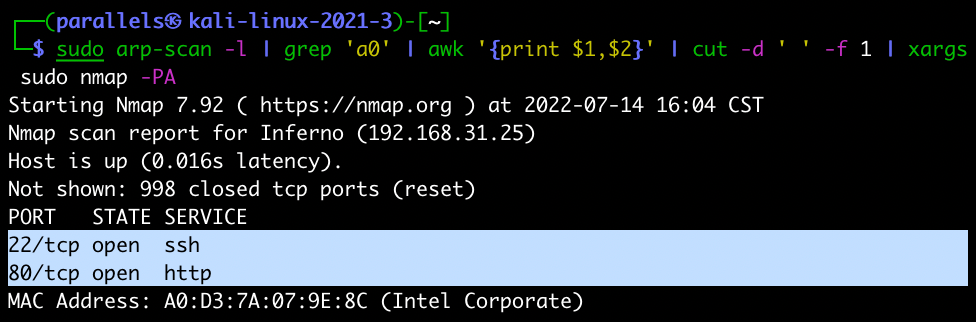 ┌──(parallels㉿kali-linux-2021-3)-[~]
└─$ sudo arp-scan -l | grep 'a0' | awk '{print $1,$2}' | cut -d ' ' -f 1 | xargs
sudo nmap -PA
Starting Nmap 7.92 ( https://nmap.org ) at 2022-07-14 16:04 CST
Nmap scan report for Inferno (192.168.31.25)
Host is up (0.016s latency).
Not shown: 998 closed tcp ports (reset)
PORT   STATE SERVICE
22/tcp open  ssh
80/tcp open  http
MAC Address: A0:D3:7A:07:9E:8C (Intel Corporate)